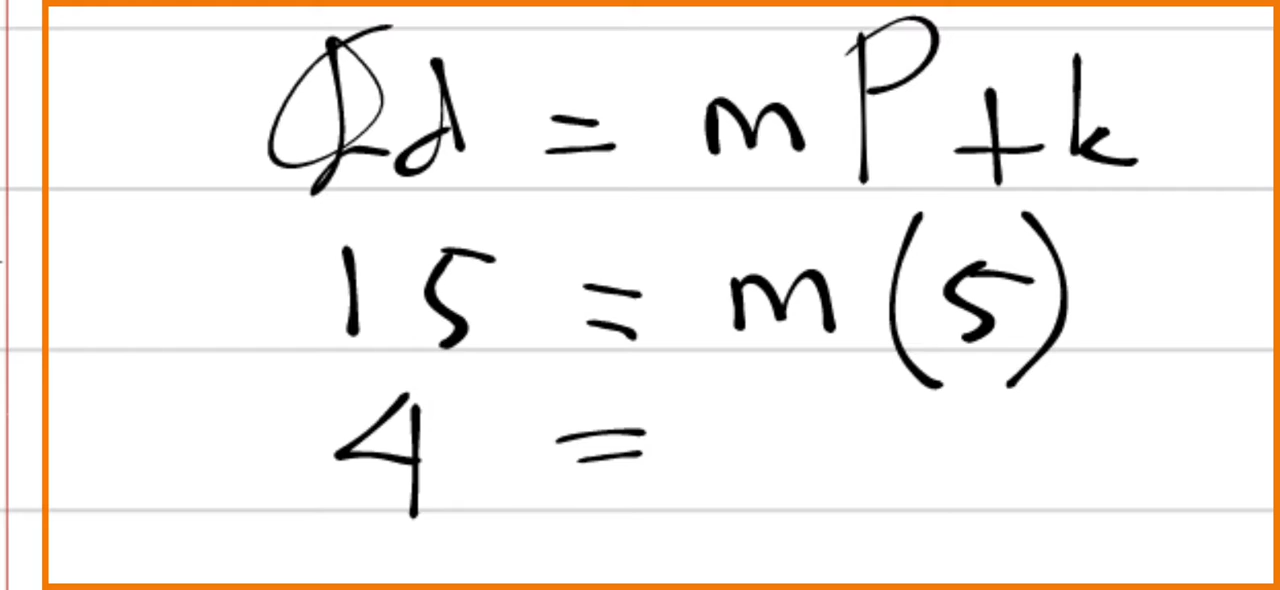 Qd = mP + k
15 = m(5)
4 =